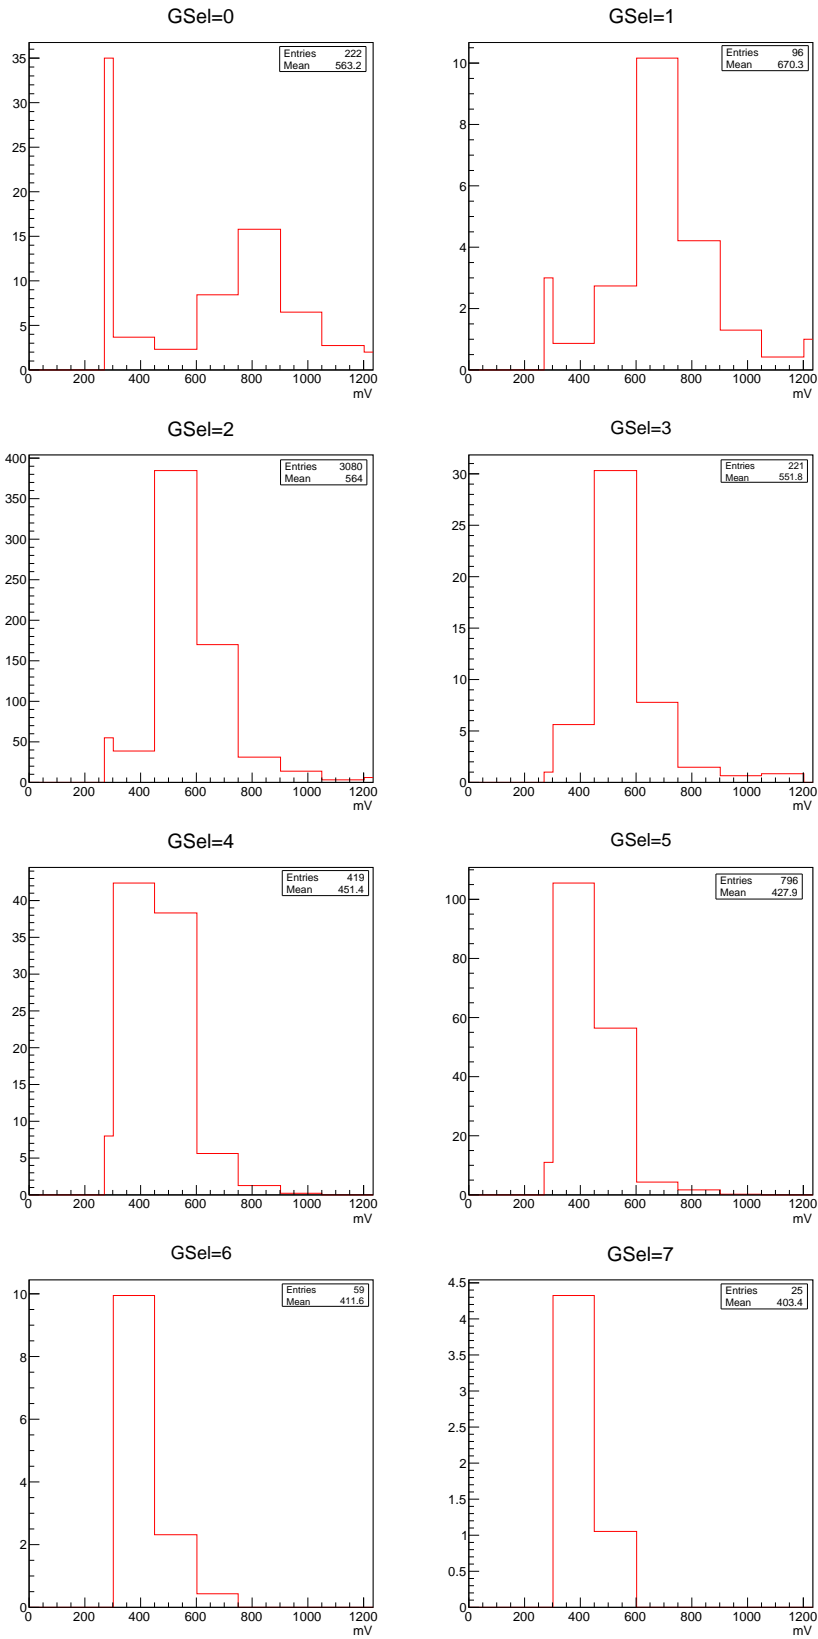 GSel=0
Entries 222
Mean 563.2
35
30
25
20
15
10
5
0
0 200 400 600 800 1000 1200
mV
GSel=1
Entries 96
Mean 670.3
10
8
6
4
2
0
0 200 400 600 800 1000 1200
mV
GSel=2
Entries 3080
Mean 564
400
350
300
250
200
150
100
50
0
0 200 400 600 800 1000 1200
mV
GSel=3
Entries 221
Mean 551.8
30
25
20
15
10
5
0
0 200 400 600 800 1000 1200
mV
GSel=4
Entries 419
Mean 451.4
40
35
30
25
20
15
10
5
0
0 200 400 600 800 1000 1200
mV
GSel=5
Entries 796
Mean 427.9
100
80
60
40
20
0
0 200 400 600 800 1000 1200
mV
GSel=6
Entries 59
Mean 411.6
10
8
6
4
2
0
0 200 400 600 800 1000 1200
mV
GSel=7
Entries 25
Mean 403.4
4.5
4
3.5
3
2.5
2
1.5
1
0.5
0
0 200 400 600 800 1000 1200
mV